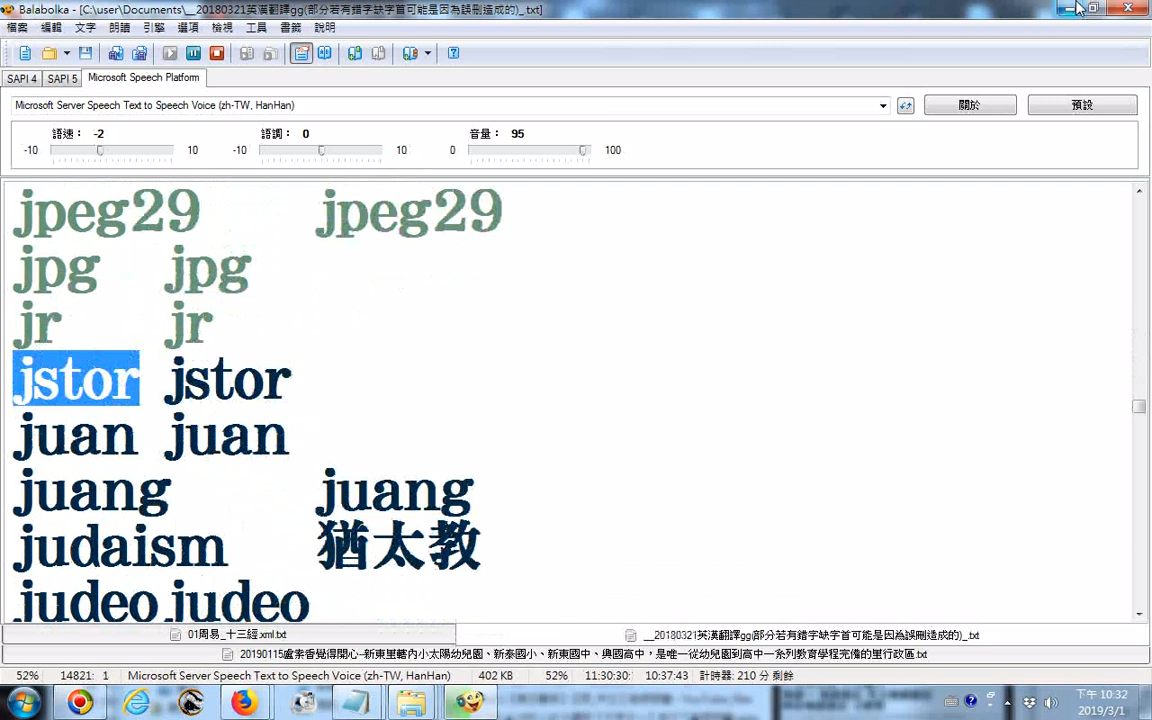 Balabolka - [C:\user\Documents\__20180321英漢翻譯gg(部分若有錯字缺字首可能是因為誤刪造成的)_.txt]
檔案 編輯 文字 朗讀 引擎 選項 檢視 工具 書籤 說明
SAPI 4 SAPI 5 Microsoft Speech Platform
Microsoft Server Speech Text to Speech Voice (zh-TW, HanHan) 關於 預設
語速： -2 語調： 0 音量： 95
-10 10 -10 10 0 100
jpeg29 jpeg29
jpg jpg
jr jr
jstor jstor
juan juan
juang juang
judaism 猶太教
judeo judeo
01周易_十三經.xml.txt __20180321英漢翻譯gg(部分若有錯字缺字首可能是因為誤刪造成的)_.txt
20190115盧素香覺得開心-新東里轄內小太陽幼兒園、新泰國小、新東國中、興國高中，是唯一從幼兒園到高中一系列教育學程完備的里行政區.txt
52% 14821: 1 Microsoft Server Speech Text to Speech Voice (zh-TW, HanHan) 402 KB 52% 11:30:30: 10:37:43 計時器: 210 分 剩餘
下午 10:32
2019/3/1